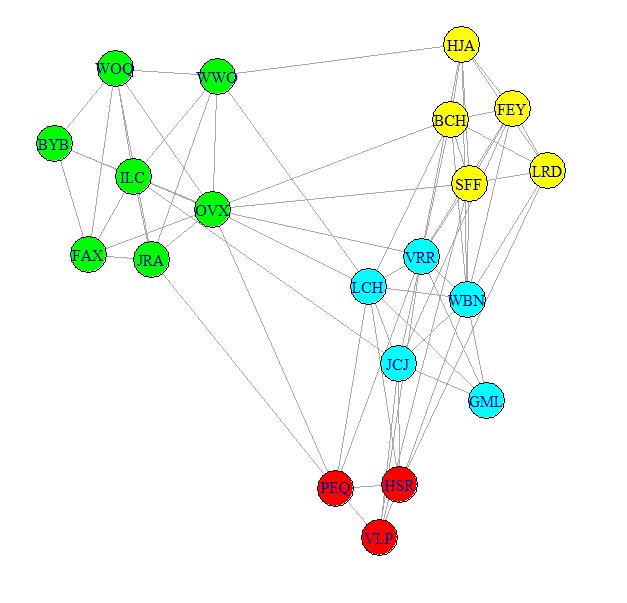 HJA
WOQ
WWO
FEY
BCH
BYB
LRD
ILC
SFF
OVX
FAX
JRA
VRR
LCH
WBN
JCJ
GML
PEQ
HSR
VLP